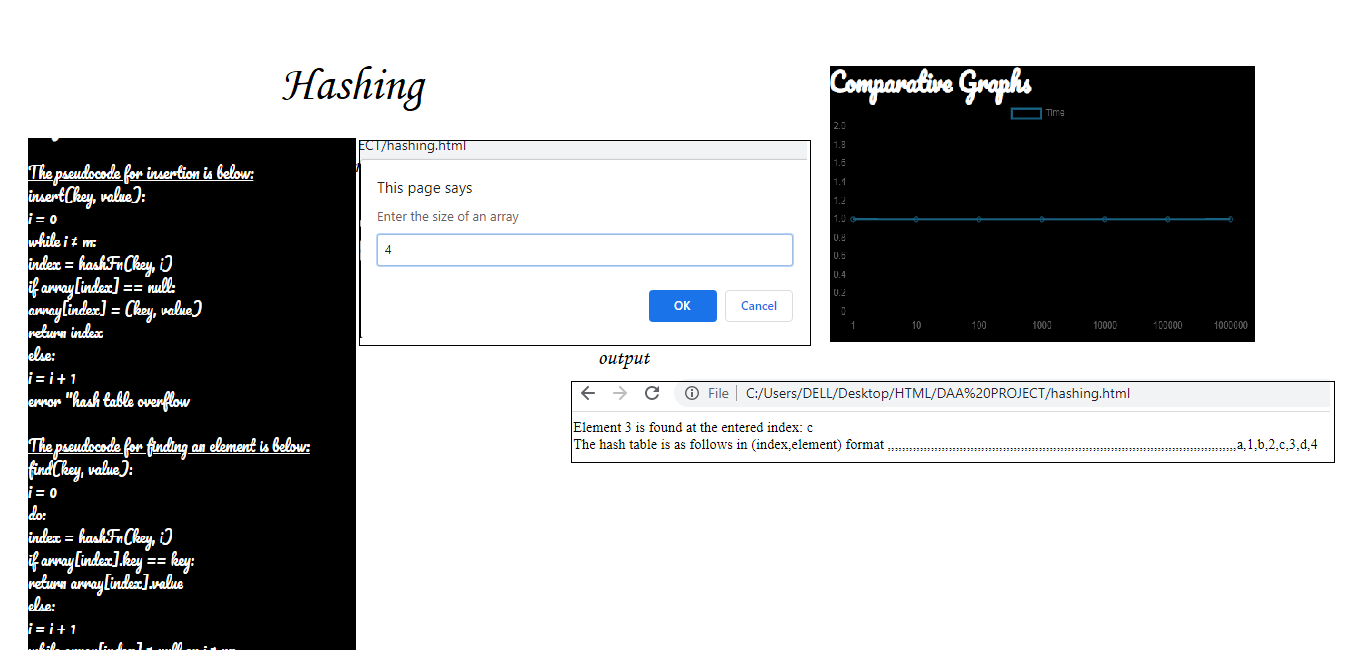 Hashing
The pseudocode for insertion is below:
insert(key, value):
i = 0
while i ≠ m:
index = hashFn(key, i)
if array[index] == null:
array[index] = (key, value)
return index
else:
i = i + 1
error "hash table overflow
The pseudocode for finding an element is below:
find(key, value):
i = 0
do:
index = hashFn(key, i)
if array[index].key == key:
return array[index].value
else:
i = i + 1
ECT/hashing.html
This page says
Enter the size of an array
4
OK Cancel
Comparative Graphs
Time
2.0
1.8
1.6
1.4
1.2
1.0
0.8
0.6
0.4
0.2
0
1 10 100 1000 10000 100000 1000000
output
File | C:/Users/DELL/Desktop/HTML/DAA%20PROJECT/hashing.html
Element 3 is found at the entered index: c
The hash table is as follows in (index,element) format ,,,,,,,,,,,,,,,,,,,,,,,,,,,,,,,,,,,,,,,,,,,,,,,,,,,,,,,,,,,,,,,,,,,,,,,,,,,,,,,,,,,,,,,,,,,,,,,,,a,1,b,2,c,3,d,4